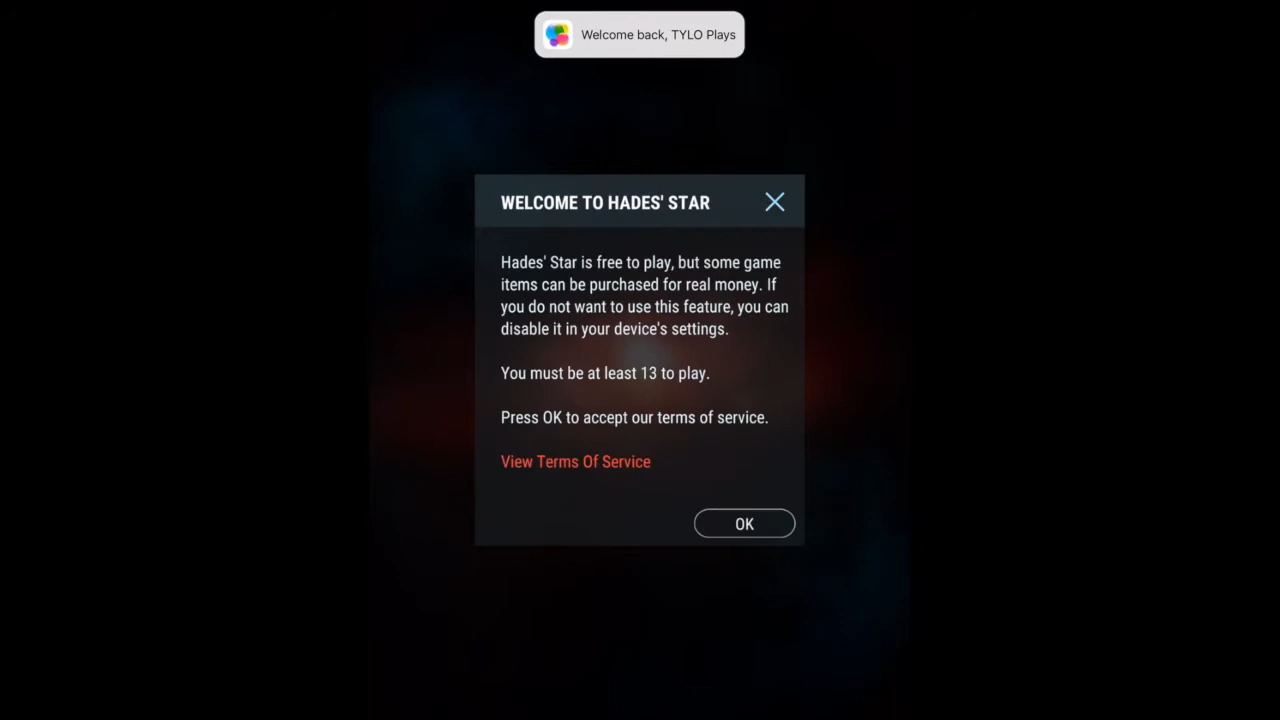 Welcome back, TYLO Plays
WELCOME TO HADES' STAR
Hades' Star is free to play, but some game
items can be purchased for real money. If
you do not want to use this feature, you can
disable it in your device's settings.
You must be at least 13 to play.
Press OK to accept our terms of service.
View Terms Of Service
OK